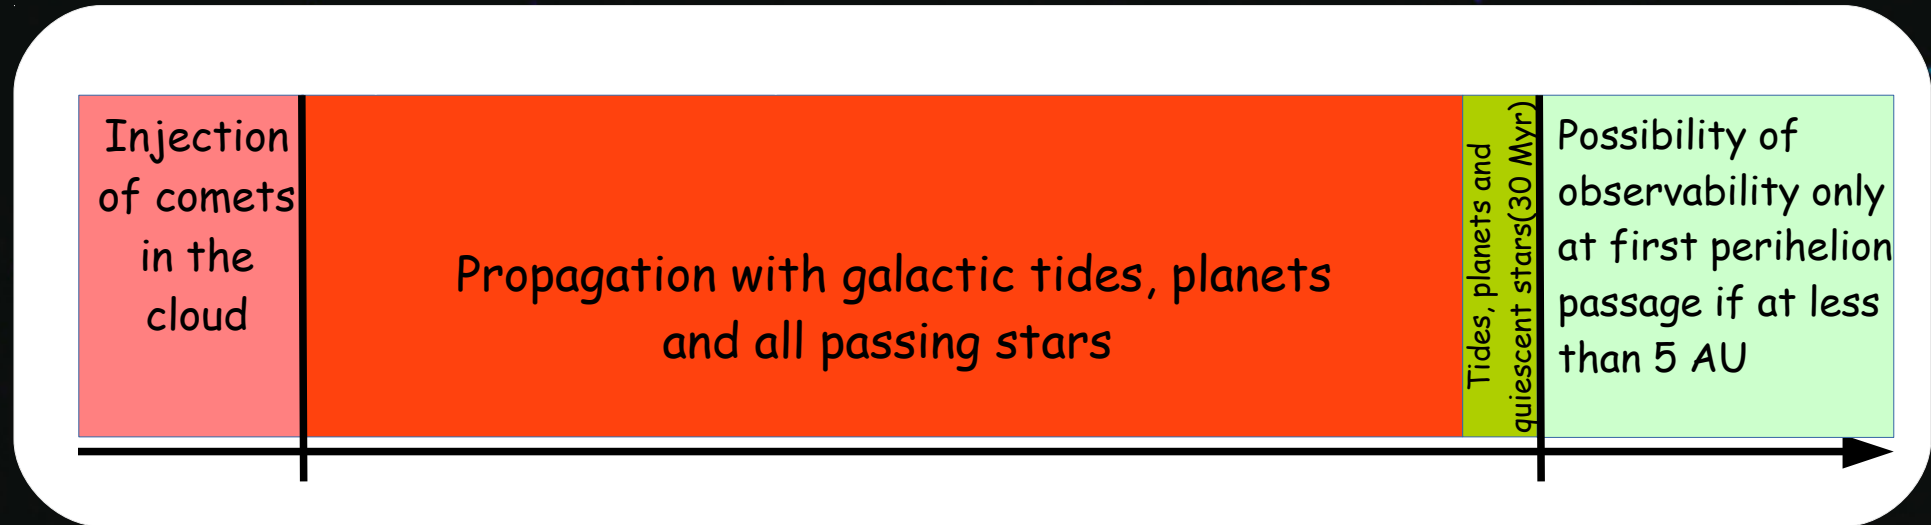 Injection
of comets
in the
cloud
Propagation with galactic tides, planets
and all passing stars
Tides, planets and
quiescent stars(30 Myr)
Possibility of
observability only
at first perihelion
passage if at less
than 5 AU